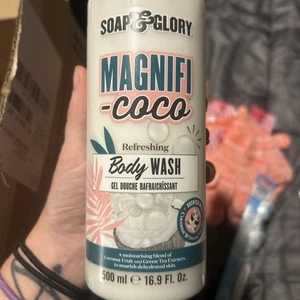 SOAP & GLORY
MAGNIFI
-COCO
Refreshing
Body WASH
GEL DOUCHE RAFRAICHÍSSANT
A moisturising blend of
Coconut Fruit and Green Tea Extracts,
to nourish dehydrated skin.
500 ml ℮ 16.9 Fl. Oz.